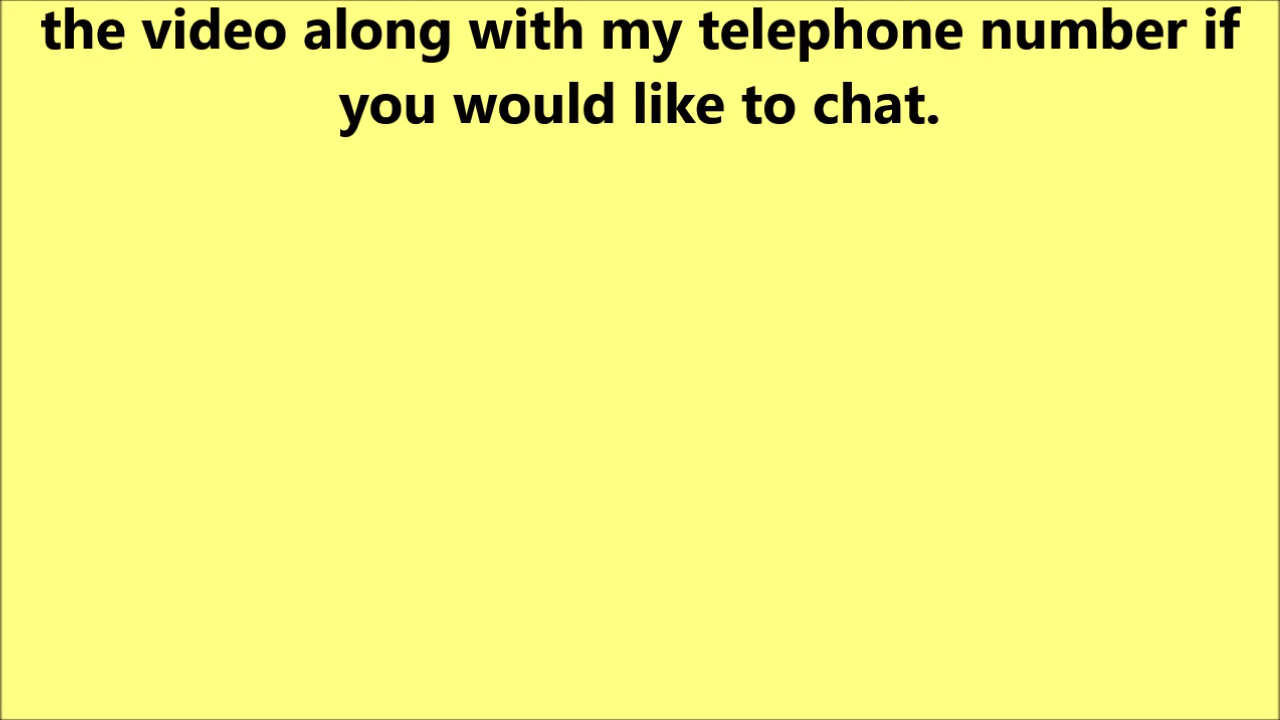 the video along with my telephone number if
you would like to chat.